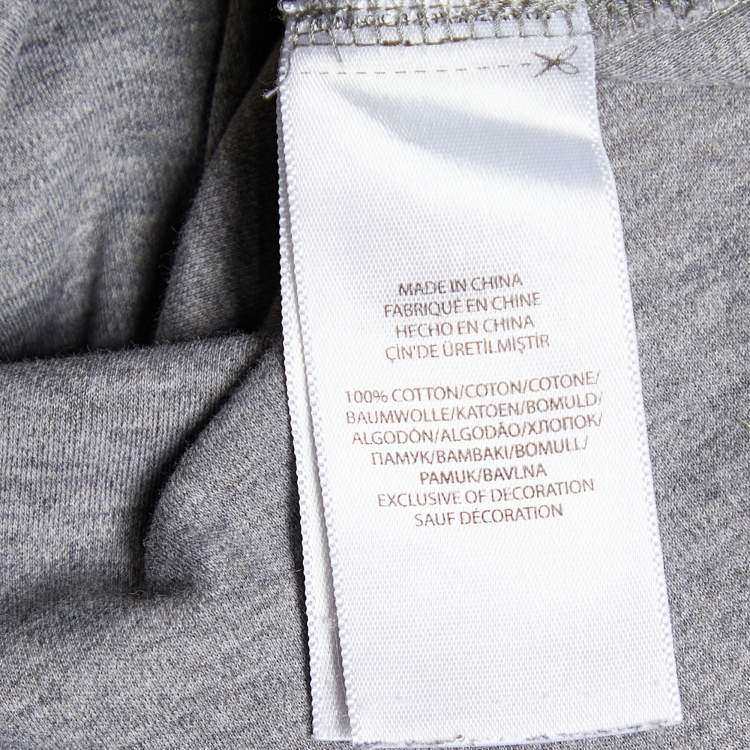 MADE IN CHINA
FABRIQUÉ EN CHINE
HECHO EN CHINA
ÇİN'DE ÜRETİLMİŞTİR
100% COTTON/COTON/COTONE/
BAUMWOLLE/KATOEN/BOMULD/
ALGODÓN/ALGODÃO/ХЛОПОК/
ПАМУК/BAMBAKI/BOMULL/
PAMUK/BAVLNA
EXCLUSIVE OF DECORATION
SAUF DÉCORATION